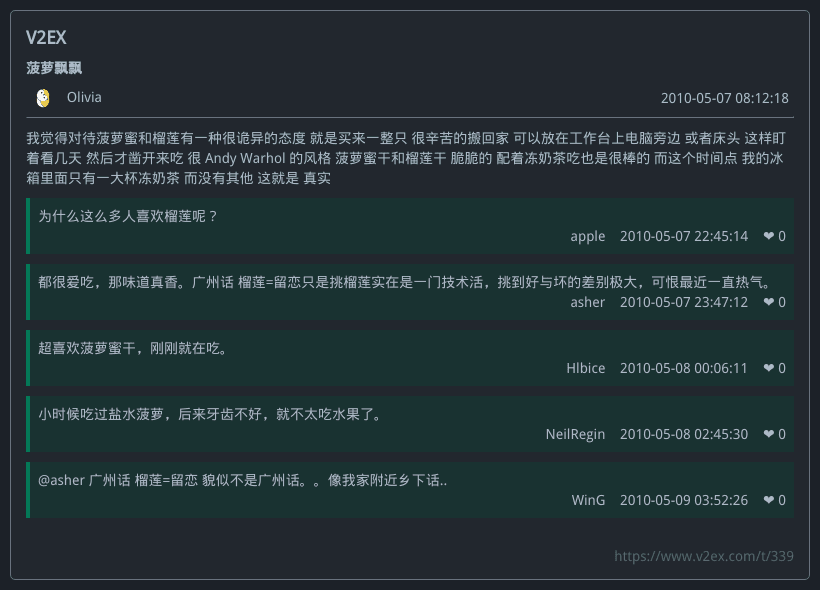 V2EX
菠萝飘飘
Olivia 2010-05-07 08:12:18
我觉得对待菠萝蜜和榴莲有一种很诡异的态度 就是买来一整只 很辛苦的搬回家 可以放在工作台上电脑旁边 或者床头 这样盯
着看几天 然后才凿开来吃 很 Andy Warhol 的风格 菠萝蜜干和榴莲干 脆脆的 配着冻奶茶吃也是很棒的 而这个时间点 我的冰
箱里面只有一大杯冻奶茶 而没有其他 这就是 真实
为什么这么多人喜欢榴莲呢？
apple 2010-05-07 22:45:14 ❤ 0
都很爱吃，那味道真香。广州话 榴莲=留恋只是挑榴莲实在是一门技术活，挑到好与坏的差别极大，可恨最近一直热气。
asher 2010-05-07 23:47:12 ❤ 0
超喜欢菠萝蜜干，刚刚就在吃。
Hlbice 2010-05-08 00:06:11 ❤ 0
小时候吃过盐水菠萝，后来牙齿不好，就不太吃水果了。
NeilRegin 2010-05-08 02:45:30 ❤ 0
@asher 广州话 榴莲=留恋 貌似不是广州话。。像我家附近乡下话..
WinG 2010-05-09 03:52:26 ❤ 0
https://www.v2ex.com/t/339